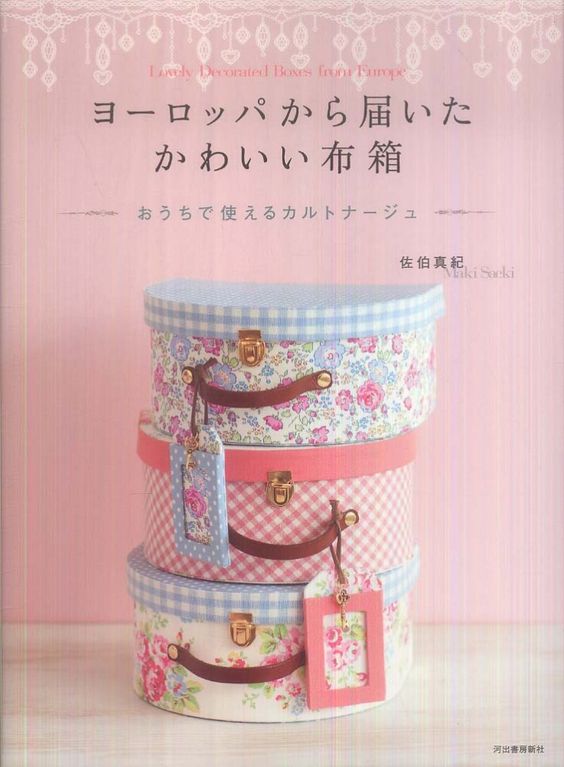 Lovely Decorated Boxes from Europe
ヨーロッパから届いた
かわいい布箱
おうちで使えるカルトナージュ
佐伯真紀
Maki Saeki
河出書房新社